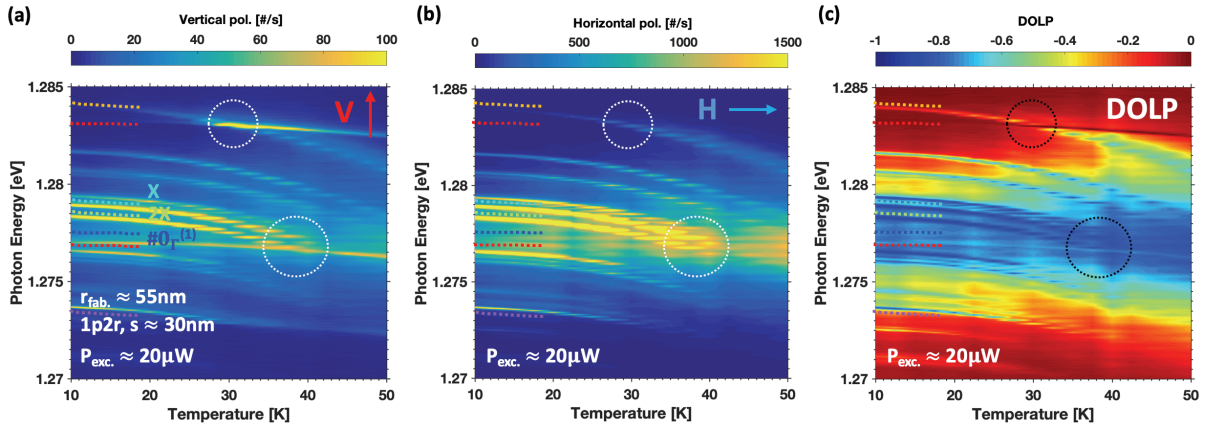 (a)
Vertical pol. [#/s]
0 20 40 60 80 100
1.285
1.28
1.275
1.27
Photon Energy [eV]
V
X
2X
#0Γ(1)
rfab. ≈ 55nm
1p2r, s ≈ 30nm
Pexc. ≈ 20μW
10 20 30 40 50
Temperature [K]
(b)
Horizontal pol. [#/s]
0 500 1000 1500
1.285
1.28
1.275
1.27
Photon Energy [eV]
H
Pexc. ≈ 20μW
10 20 30 40 50
Temperature [K]
(c)
DOLP
-1 -0.8 -0.6 -0.4 -0.2 0
1.285
1.28
1.275
1.27
Photon Energy [eV]
DOLP
Pexc. ≈ 20μW
10 20 30 40 50
Temperature [K]